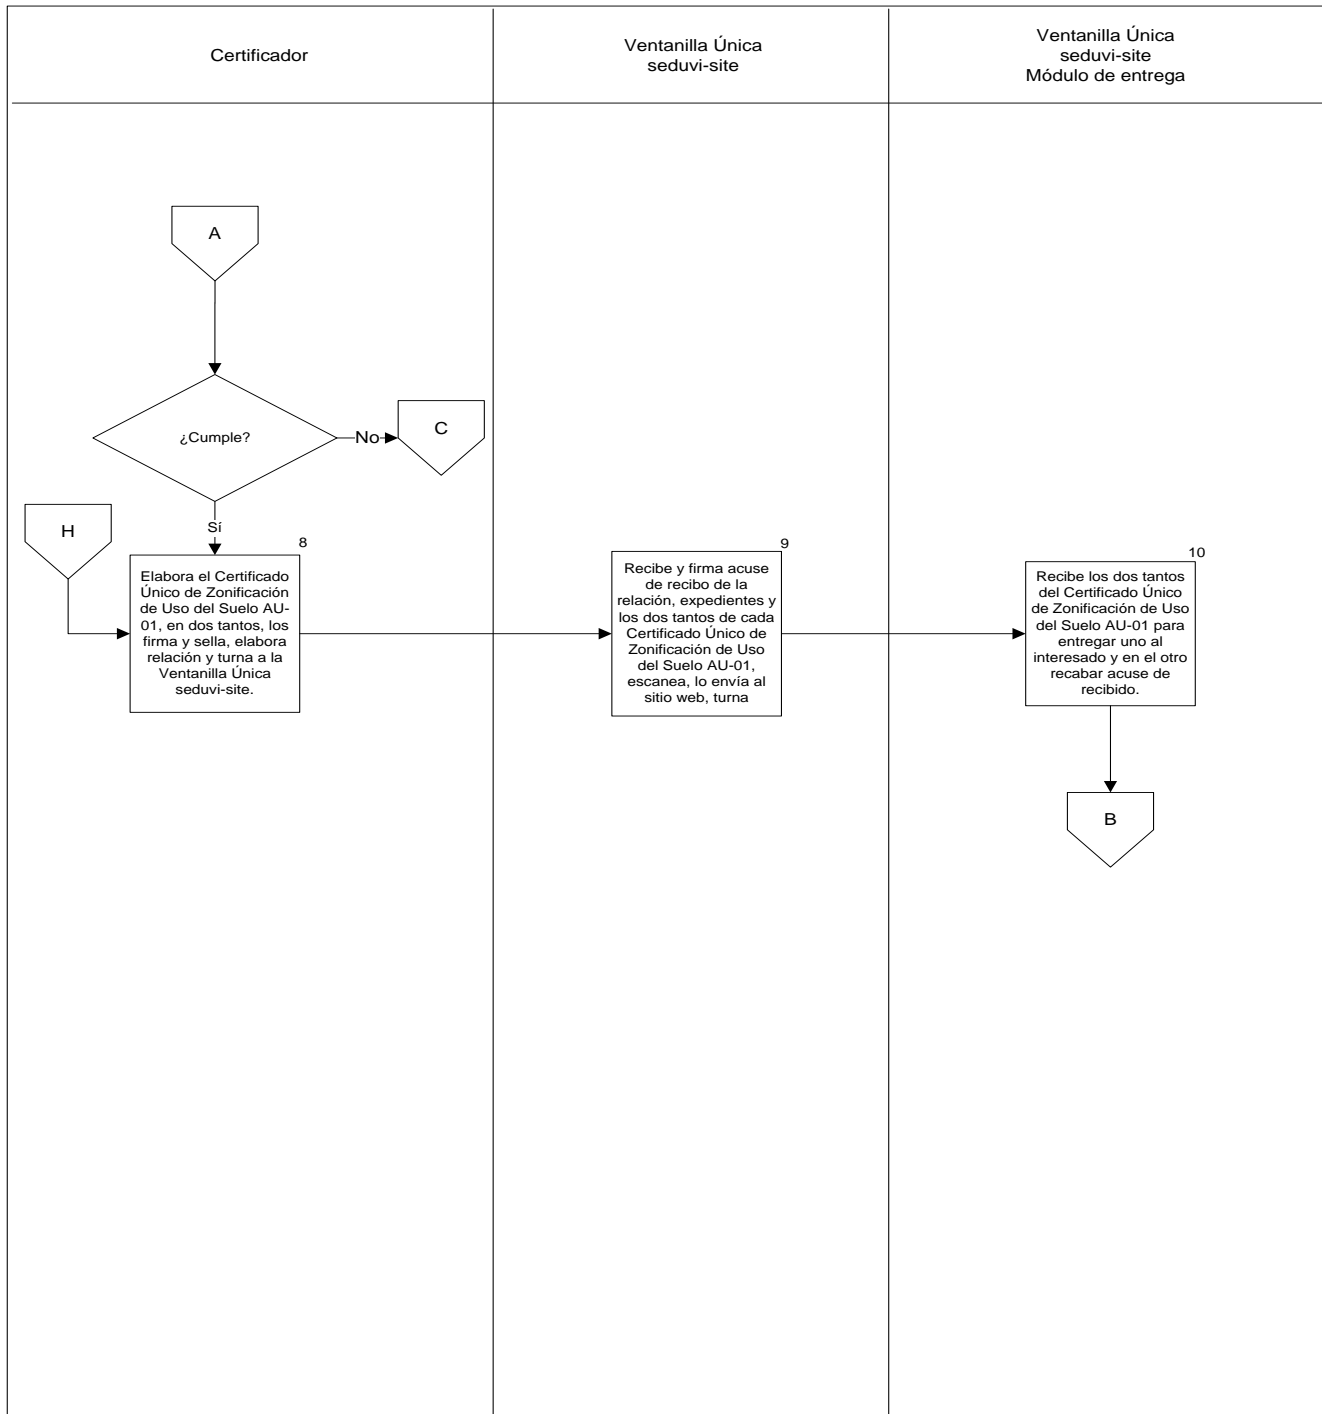 Certificador
Ventanilla Única
seduvi-site
Ventanilla Única
seduvi-site
Módulo de entrega
A
¿Cumple?
No
C
H
Sí
8
Elabora el Certificado
Único de Zonificación
de Uso del Suelo AU-
01, en dos tantos, los
firma y sella, elabora
relación y turna a la
Ventanilla Única
seduvi-site.
9
Recibe y firma acuse
de recibo de la
relación, expedientes y
los dos tantos de cada
Certificado Único de
Zonificación de Uso
del Suelo AU-01,
escanea, lo envía al
sitio web, turna
10
Recibe los dos tantos
del Certificado Único
de Zonificación de Uso
del Suelo AU-01 para
entregar uno al
interesado y en el otro
recabar acuse de
recibido.
B